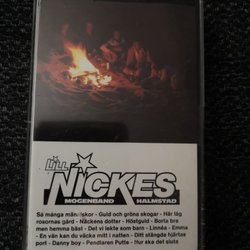 Lill
NICKES
MOGENBAND HALMSTAD
Så många människor - Guld och gröna skogar - Här låg
rosornas gård - Näckens dotter - Höstguld - Borta bra
men hemma bäst - Det vi lekte som barn - Linnéa - Emma
- En vän kan du väcka mitt i natten - Ditt stängda hjärtas
port - Danny boy - Pendlaren Putte - Hur ska det sluta